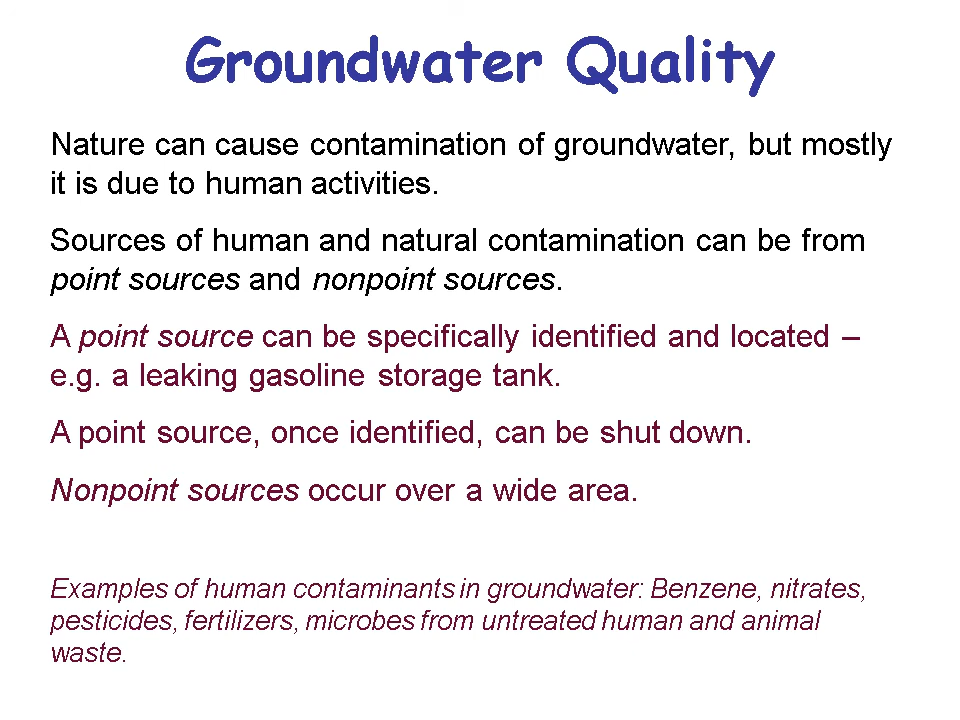 Groundwater Quality
Nature can cause contamination of groundwater, but mostly
it is due to human activities.
Sources of human and natural contamination can be from
point sources and nonpoint sources.
A point source can be specifically identified and located –
e.g. a leaking gasoline storage tank.
A point source, once identified, can be shut down.
Nonpoint sources occur over a wide area.
Examples of human contaminants in groundwater: Benzene, nitrates,
pesticides, fertilizers, microbes from untreated human and animal
waste.